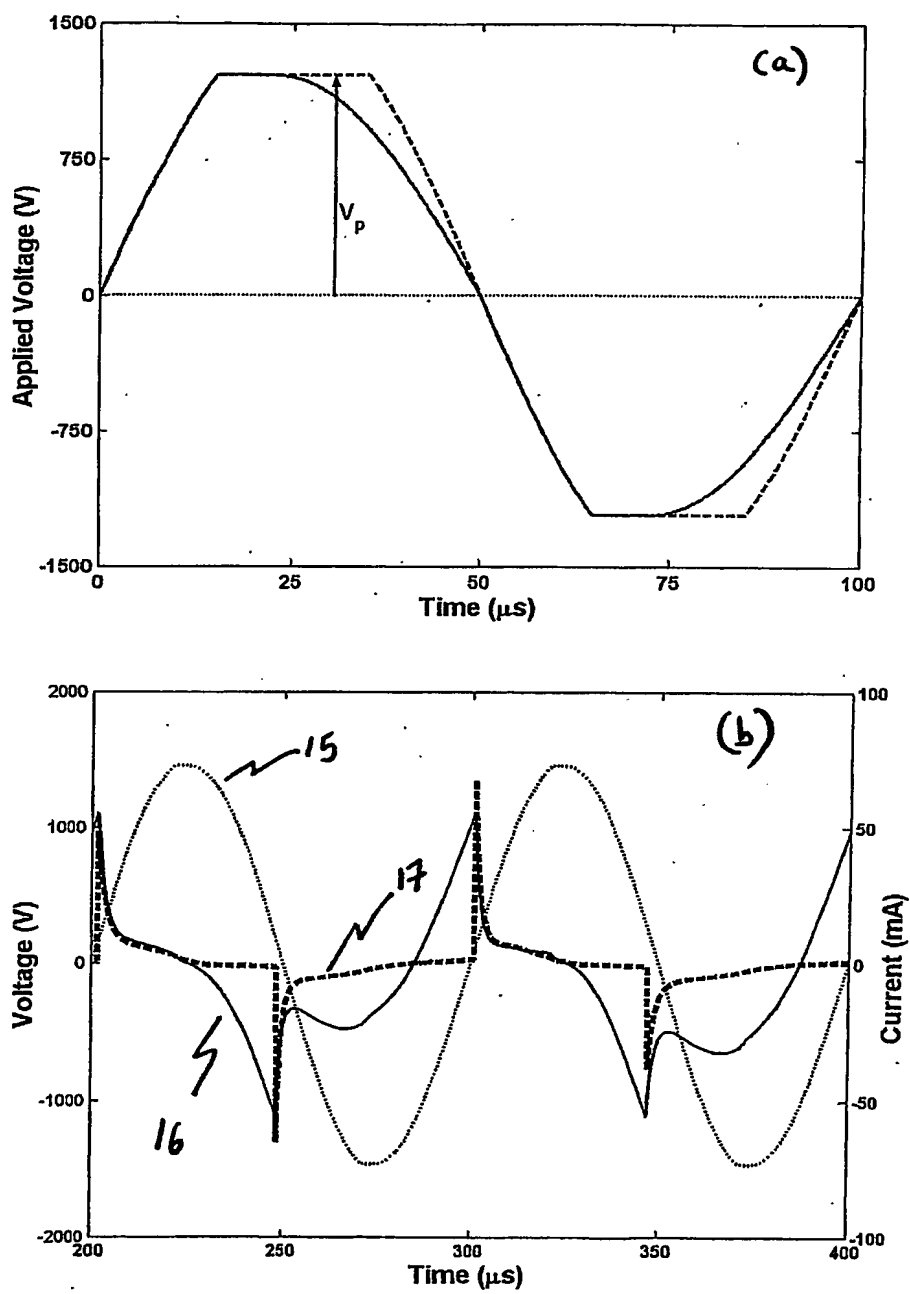 1500
(a)
750
Vp
0
-750
-1500
Applied Voltage (V)
0 25 50 75 100
Time (μs)
2000
100
(b)
15
1000
50
17
0
0
-1000
-50
16
-2000
-100
Voltage (V)
Current (mA)
200 250 300 350 400
Time (μs)